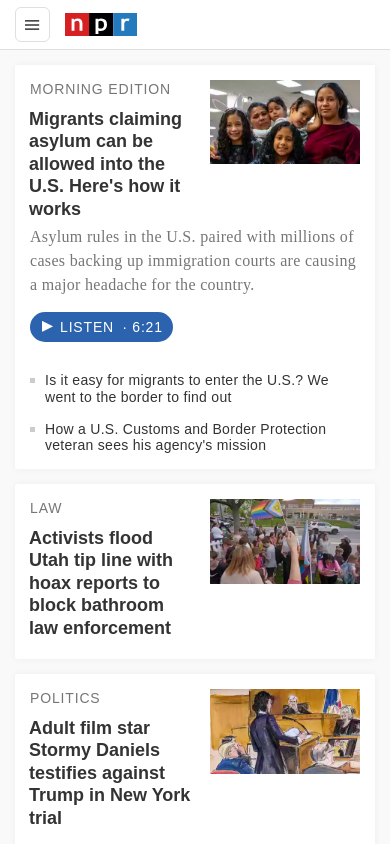 npr
MORNING EDITION
Migrants claiming
asylum can be
allowed into the
U.S. Here's how it
works
Asylum rules in the U.S. paired with millions of
cases backing up immigration courts are causing
a major headache for the country.
LISTEN · 6:21
Is it easy for migrants to enter the U.S.? We
went to the border to find out
How a U.S. Customs and Border Protection
veteran sees his agency's mission
LAW
Activists flood
Utah tip line with
hoax reports to
block bathroom
law enforcement
POLITICS
Adult film star
Stormy Daniels
testifies against
Trump in New York
trial